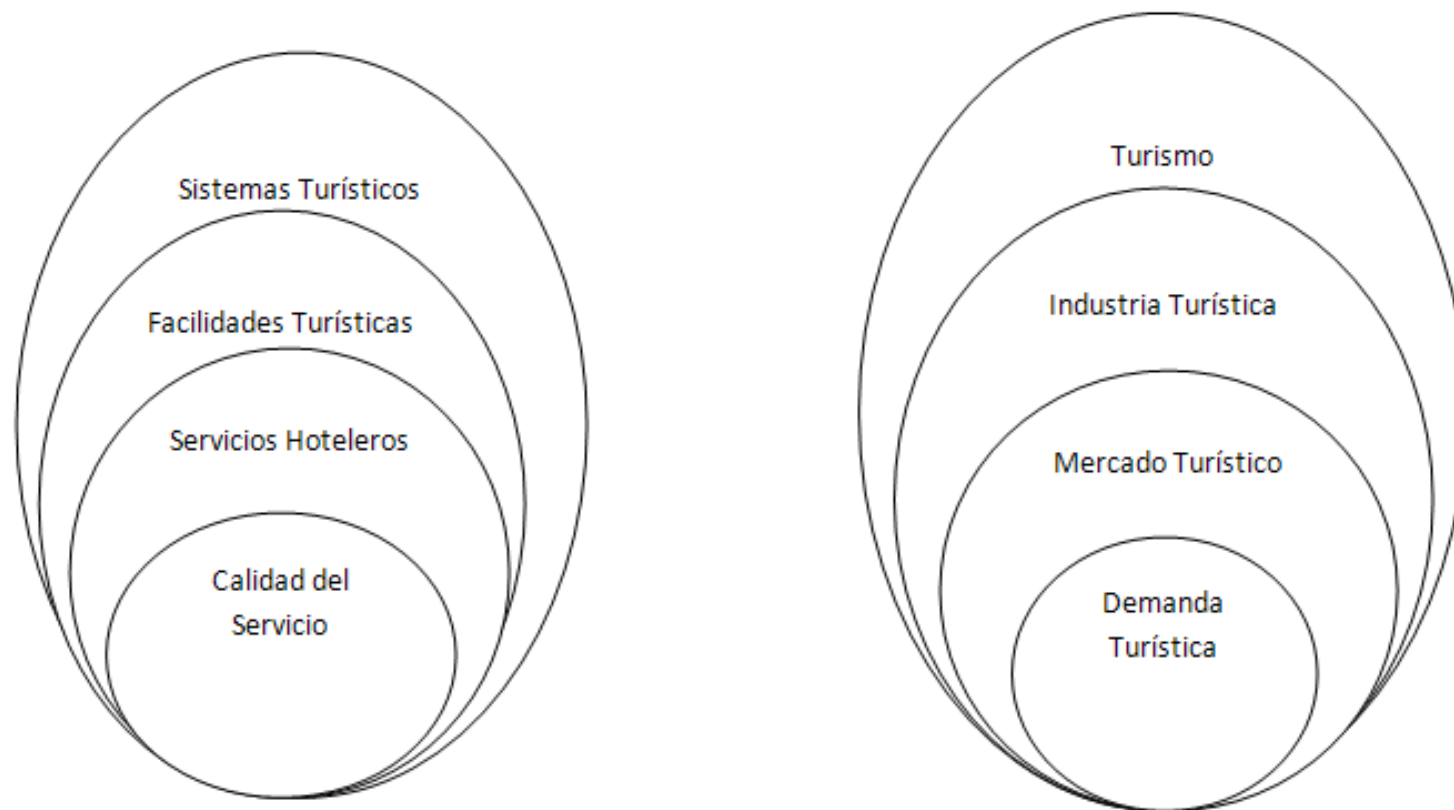 Sistemas Turísticos
Facilidades Turísticas
Servicios Hoteleros
Calidad del
Servicio
Turismo
Industria Turística
Mercado Turístico
Demanda
Turística